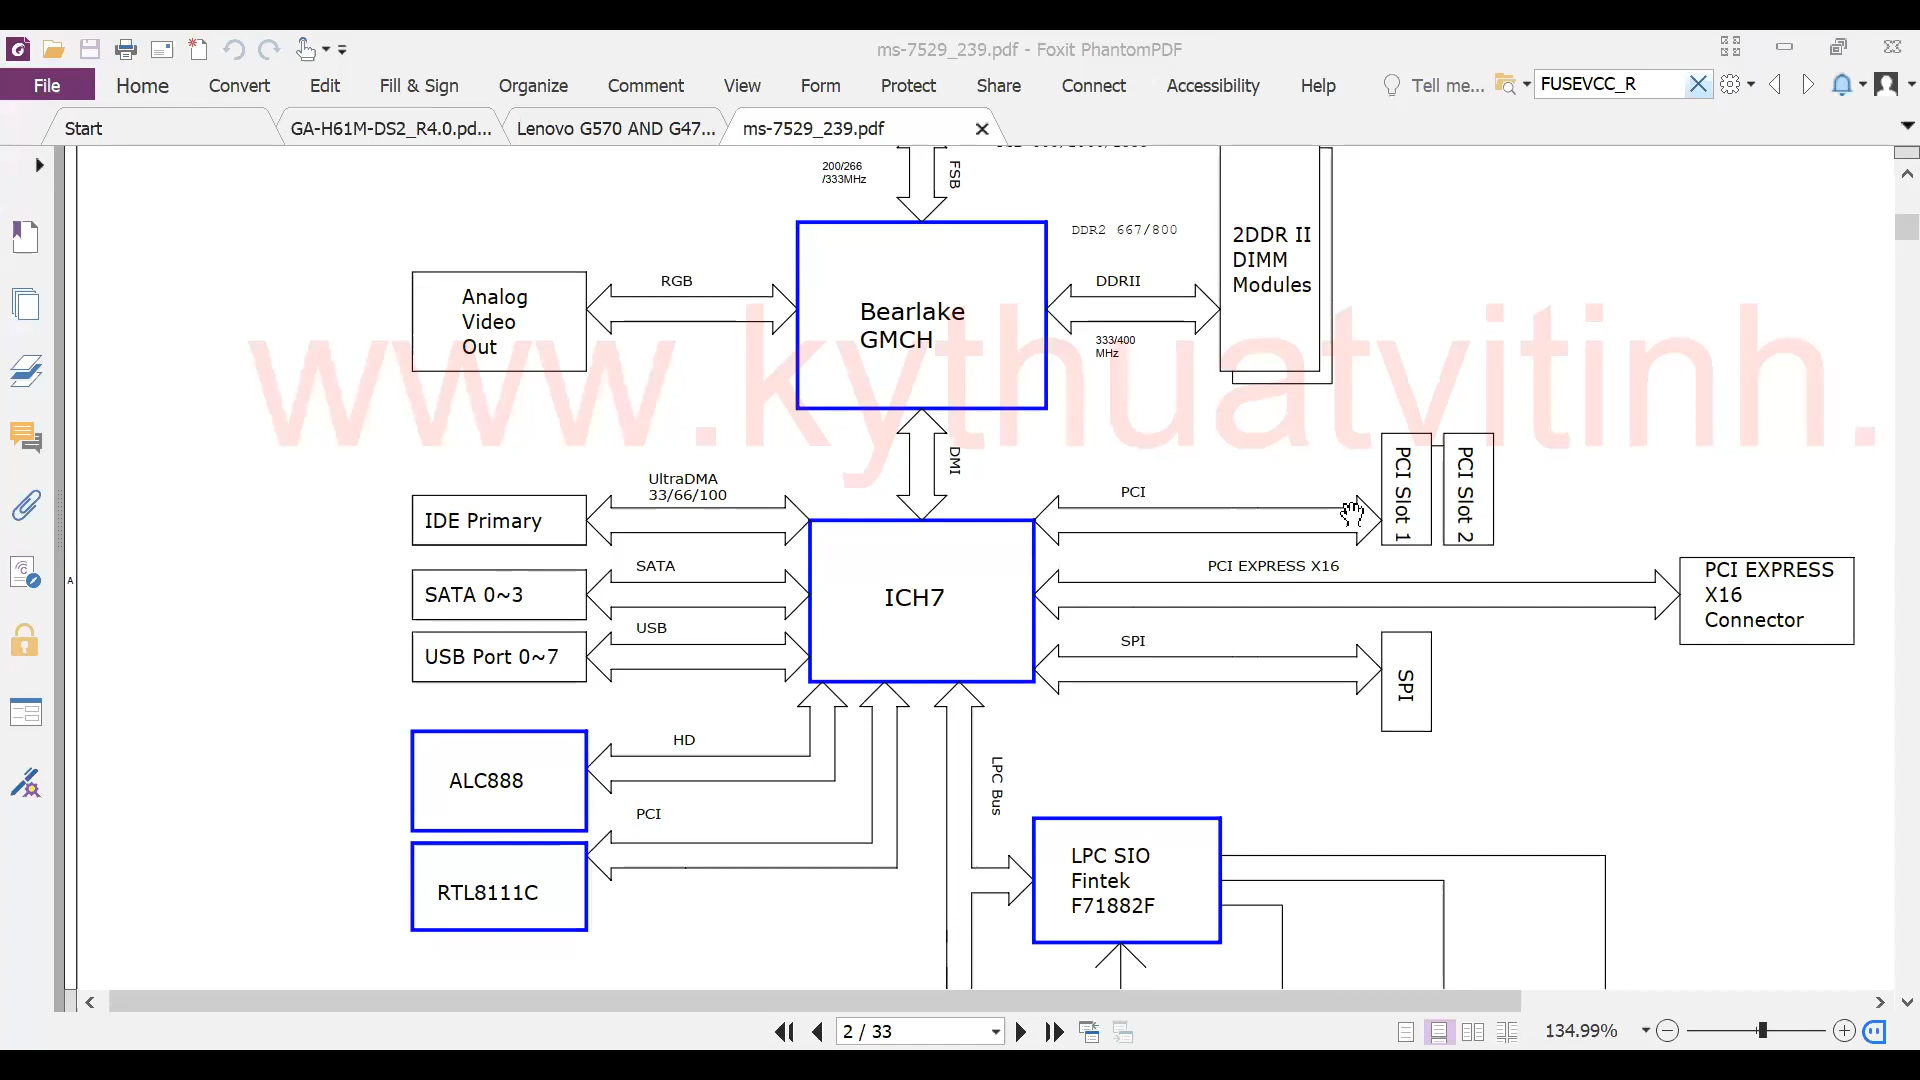 ms-7529_239.pdf - Foxit PhantomPDF
File Home Convert Edit Fill & Sign Organize Comment View Form Protect Share Connect Accessibility Help Tell me... FUSEVCC_R
Start GA-H61M-DS2_R4.0.pd... Lenovo G570 AND G47... ms-7529_239.pdf
200/266
/333MHz
FSB
DDR2 667/800
2DDR II
DIMM
Modules
Analog
Video
Out
RGB
Bearlake
GMCH
DDRII
333/400
MHz
www.kythuatvitinh.
DMI
UltraDMA
33/66/100
IDE Primary
PCI
PCI Slot 1
PCI Slot 2
SATA
SATA 0~3
ICH7
PCI EXPRESS X16
PCI EXPRESS
X16
Connector
USB
USB Port 0~7
SPI
SPI
A
HD
ALC888
LPC Bus
PCI
RTL8111C
LPC SIO
Fintek
F71882F
2 / 33
134.99%